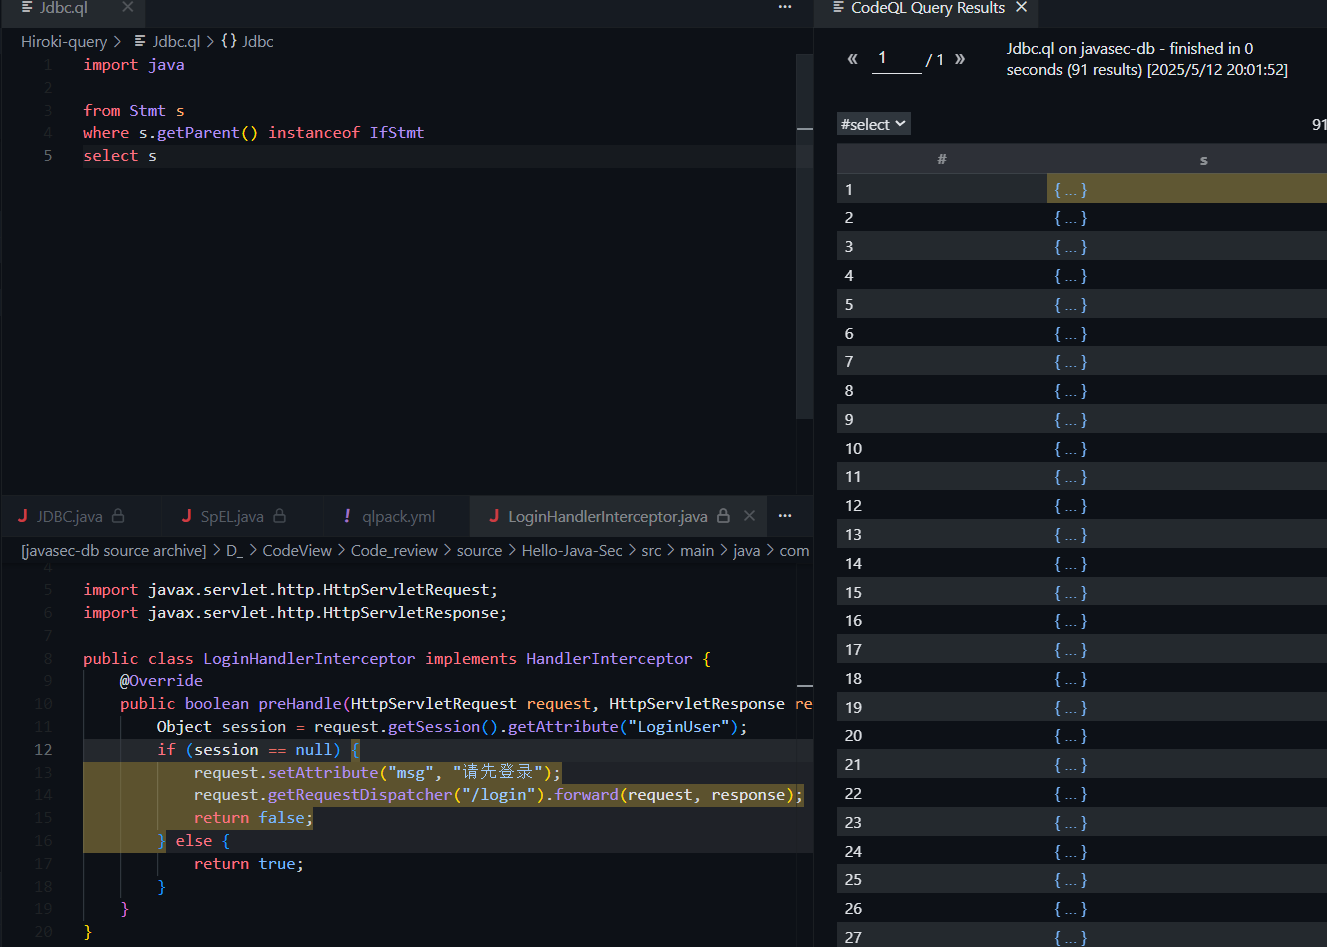 Jdbc.ql
Hiroki-query > Jdbc.ql > {} Jdbc
1 import java
2
3 from Stmt s
4 where s.getParent() instanceof IfStmt
5 select s
JDBC.java
SpEL.java
! qlpack.yml
LoginHandlerInterceptor.java
[javasec-db source archive] > D_ > CodeView > Code_review > source > Hello-Java-Sec > src > main > java > com
4
5 import javax.servlet.http.HttpServletRequest;
6 import javax.servlet.http.HttpServletResponse;
7
8 public class LoginHandlerInterceptor implements HandlerInterceptor {
9 @Override
10 public boolean preHandle(HttpServletRequest request, HttpServletResponse re
11 Object session = request.getSession().getAttribute("LoginUser");
12 if (session == null) {
13 request.setAttribute("msg", "请先登录");
14 request.getRequestDispatcher("/login").forward(request, response);
15 return false;
16 } else {
17 return true;
18 }
19 }
20 }
CodeQL Query Results
« 1 / 1 »
Jdbc.ql on javasec-db - finished in 0
seconds (91 results) [2025/5/12 20:01:52]
#select
91
# s
1 { ... }
2 { ... }
3 { ... }
4 { ... }
5 { ... }
6 { ... }
7 { ... }
8 { ... }
9 { ... }
10 { ... }
11 { ... }
12 { ... }
13 { ... }
14 { ... }
15 { ... }
16 { ... }
17 { ... }
18 { ... }
19 { ... }
20 { ... }
21 { ... }
22 { ... }
23 { ... }
24 { ... }
25 { ... }
26 { ... }
27 { ... }